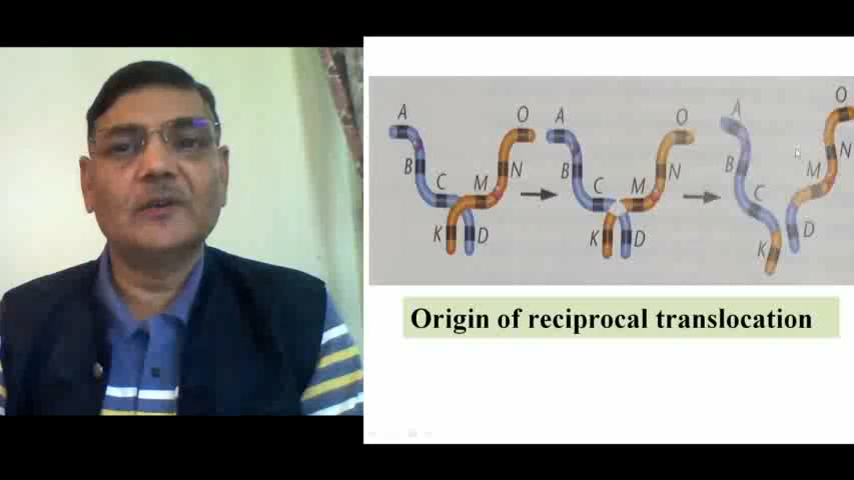 A O A O A O
B C M N B C M N B C M N
K D K D K D
Origin of reciprocal translocation